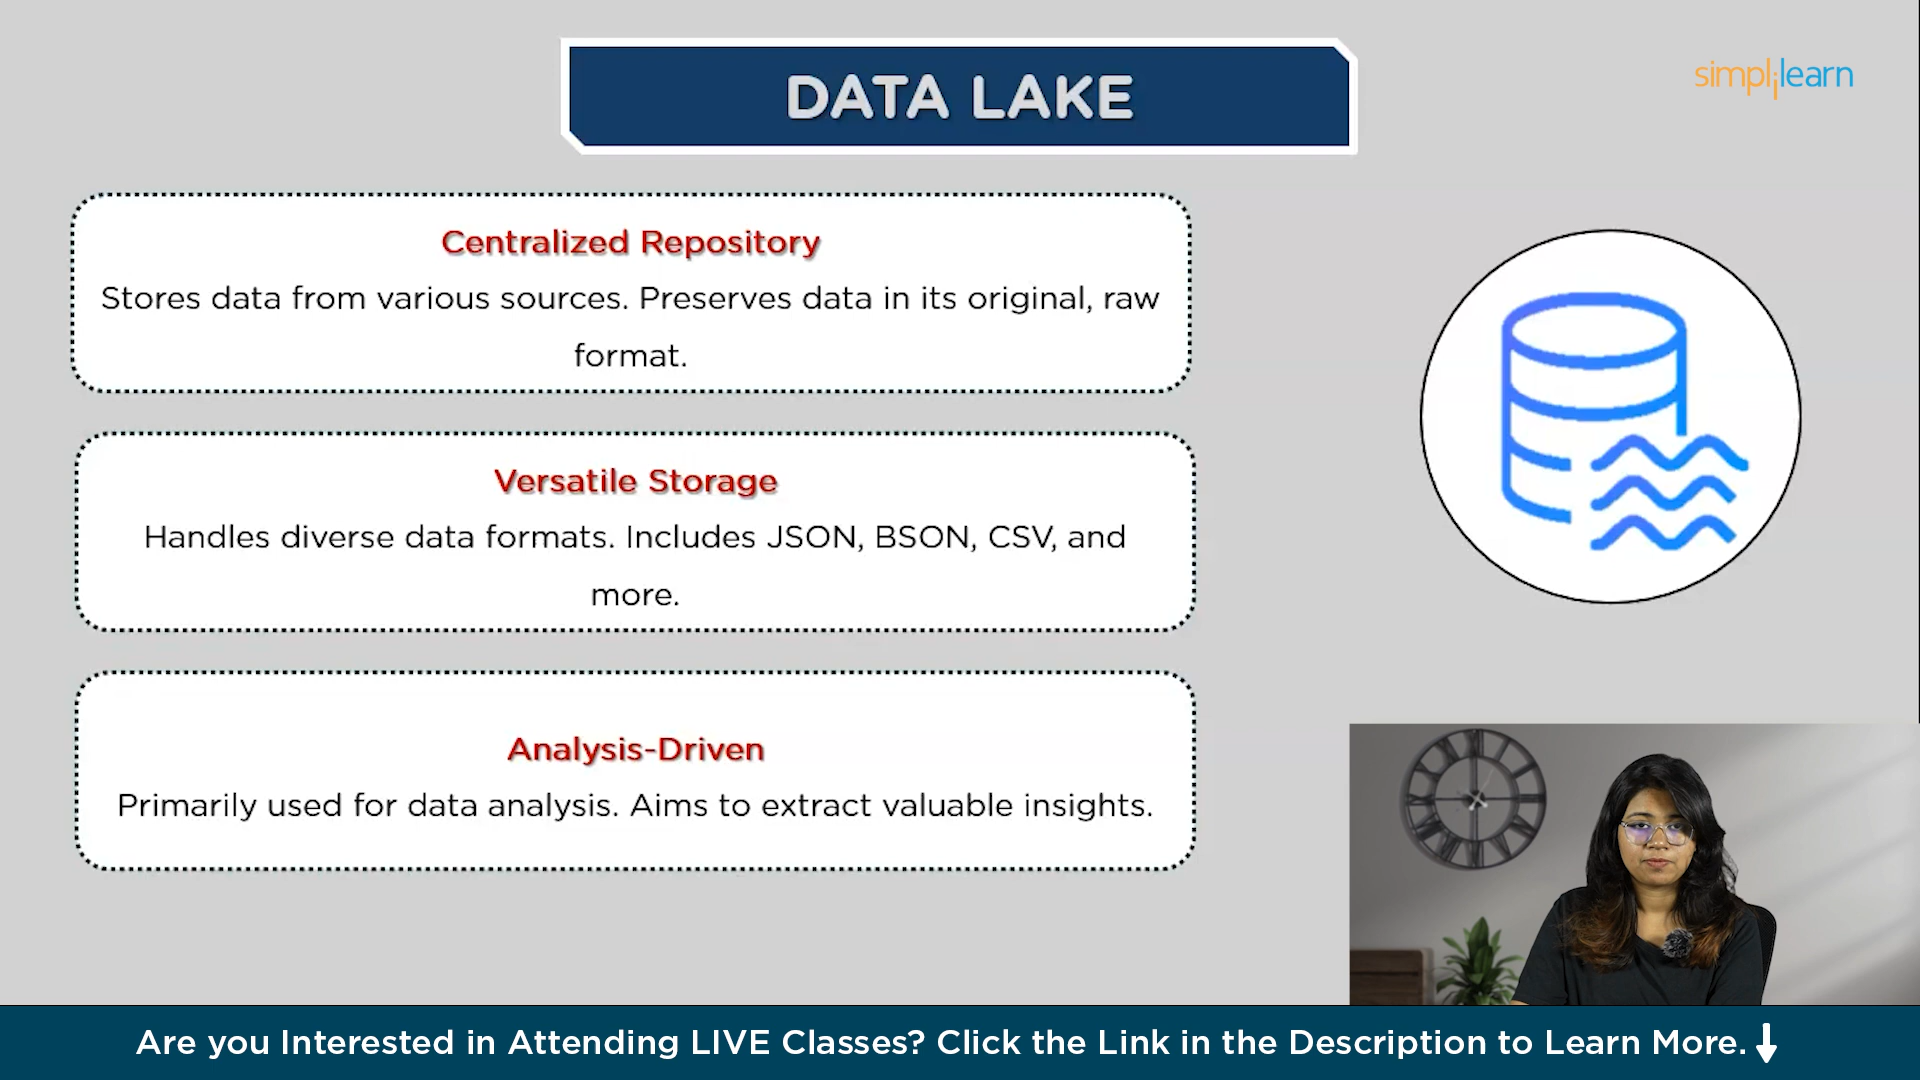 DATA LAKE
simplilearn
Centralized Repository
Stores data from various sources. Preserves data in its original, raw
format.
Versatile Storage
Handles diverse data formats. Includes JSON, BSON, CSV, and
more.
Analysis-Driven
Primarily used for data analysis. Aims to extract valuable insights.
Are you Interested in Attending LIVE Classes? Click the Link in the Description to Learn More.